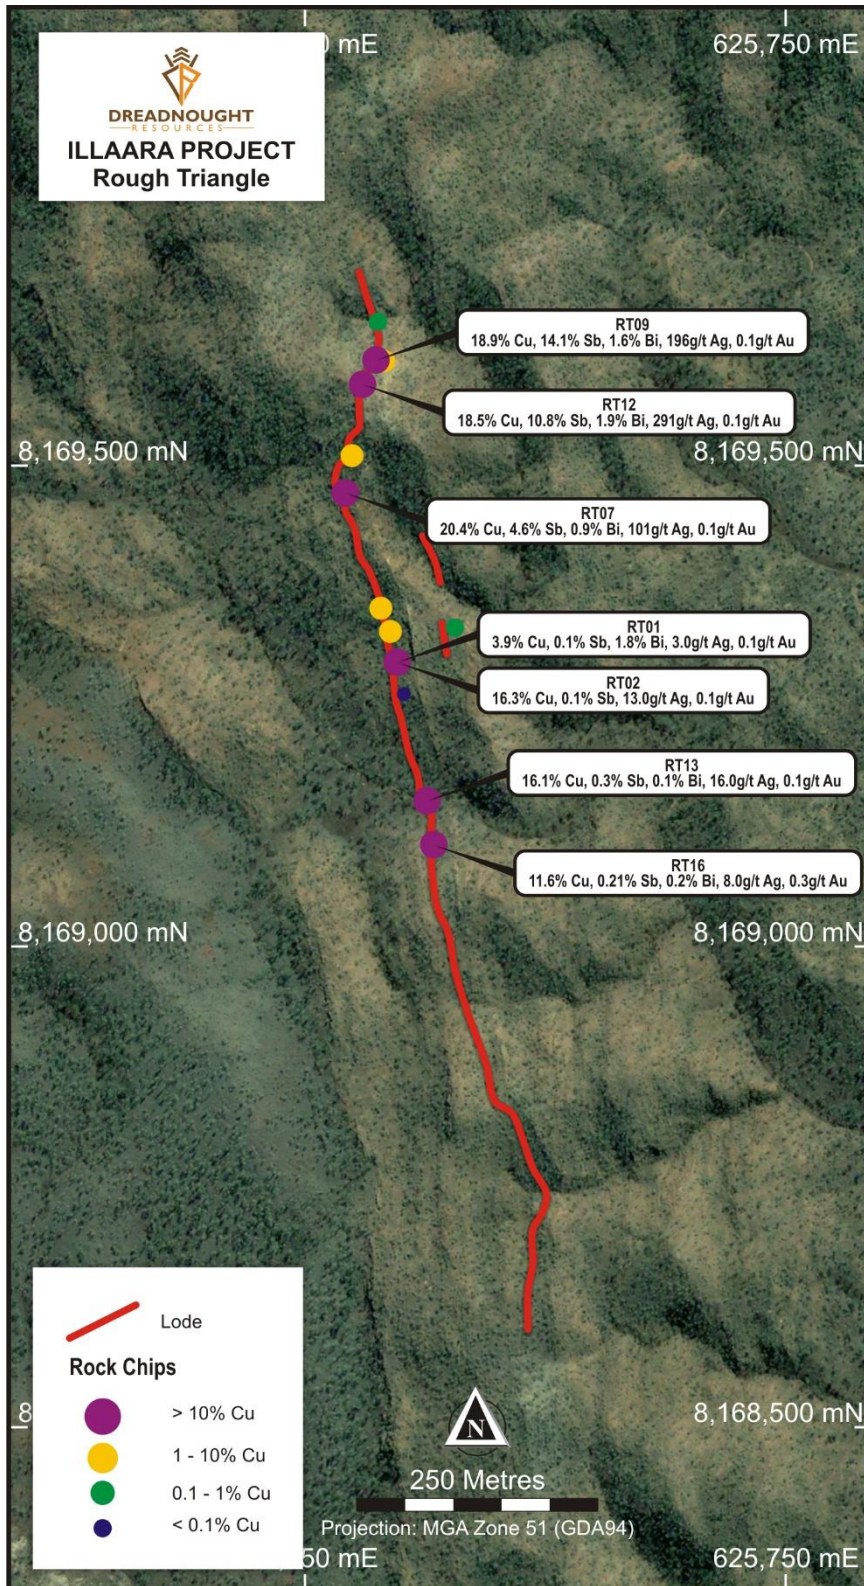 0 mE
625,750 mE
DREADNOUGHT
RESOURCES
ILLAARA PROJECT
Rough Triangle
RT09
18.9% Cu, 14.1% Sb, 1.6% Bi, 196g/t Ag, 0.1g/t Au
RT12
18.5% Cu, 10.8% Sb, 1.9% Bi, 291g/t Ag, 0.1g/t Au
8,169,500 mN
8,169,500 mN
RT07
20.4% Cu, 4.6% Sb, 0.9% Bi, 101g/t Ag, 0.1g/t Au
RT01
3.9% Cu, 0.1% Sb, 1.8% Bi, 3.0g/t Ag, 0.1g/t Au
RT02
16.3% Cu, 0.1% Sb, 13.0g/t Ag, 0.1g/t Au
RT13
16.1% Cu, 0.3% Sb, 0.1% Bi, 16.0g/t Ag, 0.1g/t Au
RT16
11.6% Cu, 0.21% Sb, 0.2% Bi, 8.0g/t Ag, 0.3g/t Au
8,169,000 mN
8,169,000 mN
Lode
Rock Chips
> 10% Cu
1 - 10% Cu
0.1 - 1% Cu
< 0.1% Cu
8
8,168,500 mN
N
250 Metres
Projection: MGA Zone 51 (GDA94)
50 mE
625,750 mE